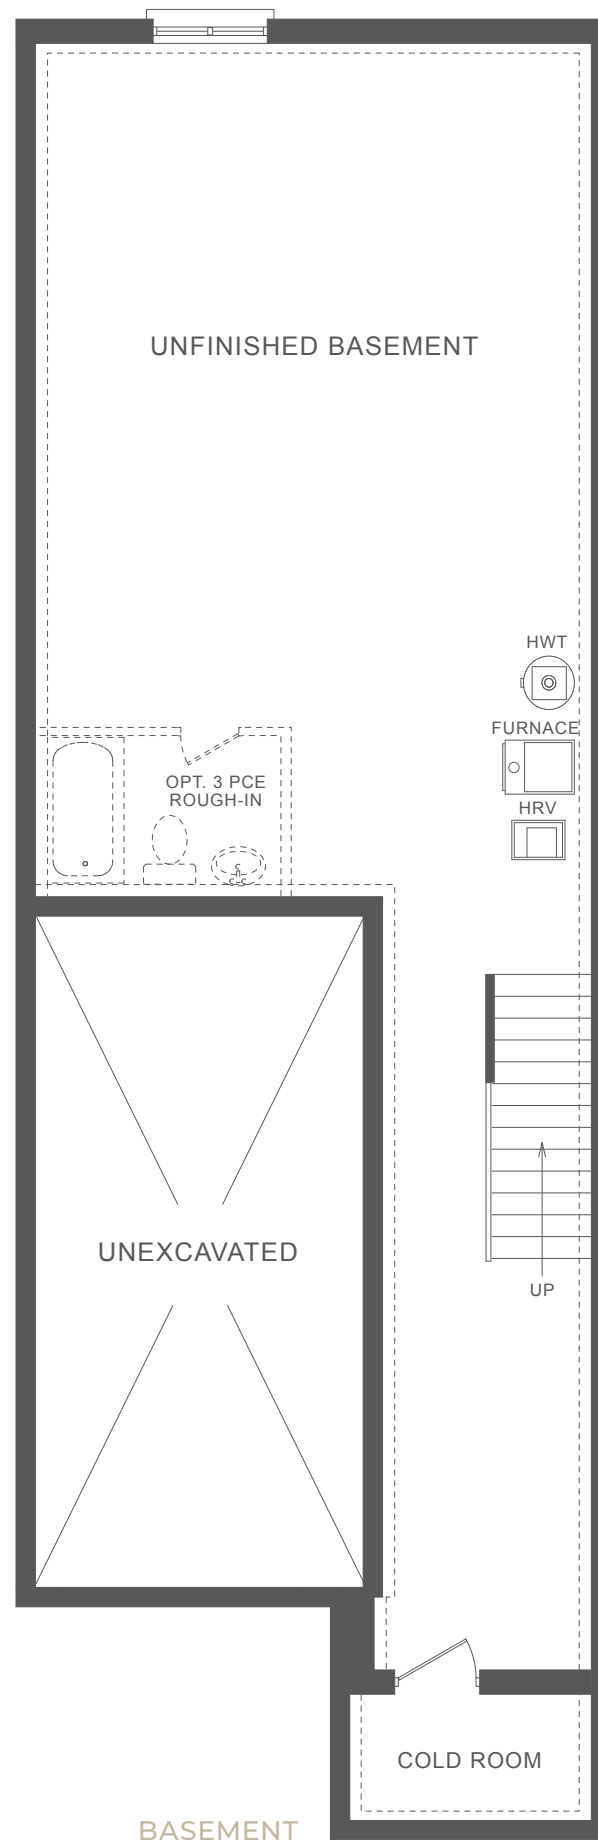 UNFINISHED BASEMENT
HWT
FURNACE
OPT. 3 PCE
ROUGH-IN
HRV
UNEXCAVATED
UP
COLD ROOM
BASEMENT